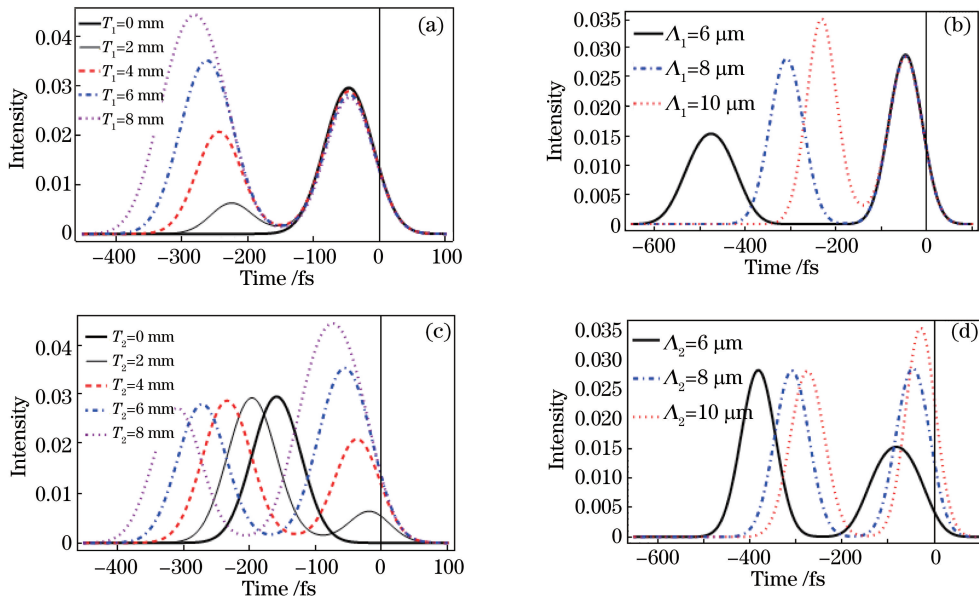 (a)
T₁=0 mm
T₁=2 mm
T₁=4 mm
T₁=6 mm
T₁=8 mm
0.04
0.03
0.02
0.01
0
Intensity
−400 −300 −200 −100 0 100
Time /fs
(b)
Λ₁=6 μm
Λ₁=8 μm
Λ₁=10 μm
0.035
0.030
0.025
0.020
0.015
0.010
0.005
0
Intensity
−600 −400 −200 0
Time /fs
(c)
T₂=0 mm
T₂=2 mm
T₂=4 mm
T₂=6 mm
T₂=8 mm
0.04
0.03
0.02
0.01
0
Intensity
−400 −300 −200 −100 0 100
Time /fs
(d)
Λ₂=6 μm
Λ₂=8 μm
Λ₂=10 μm
0.035
0.030
0.025
0.020
0.015
0.010
0.005
0
Intensity
−600 −400 −200 0
Time /fs